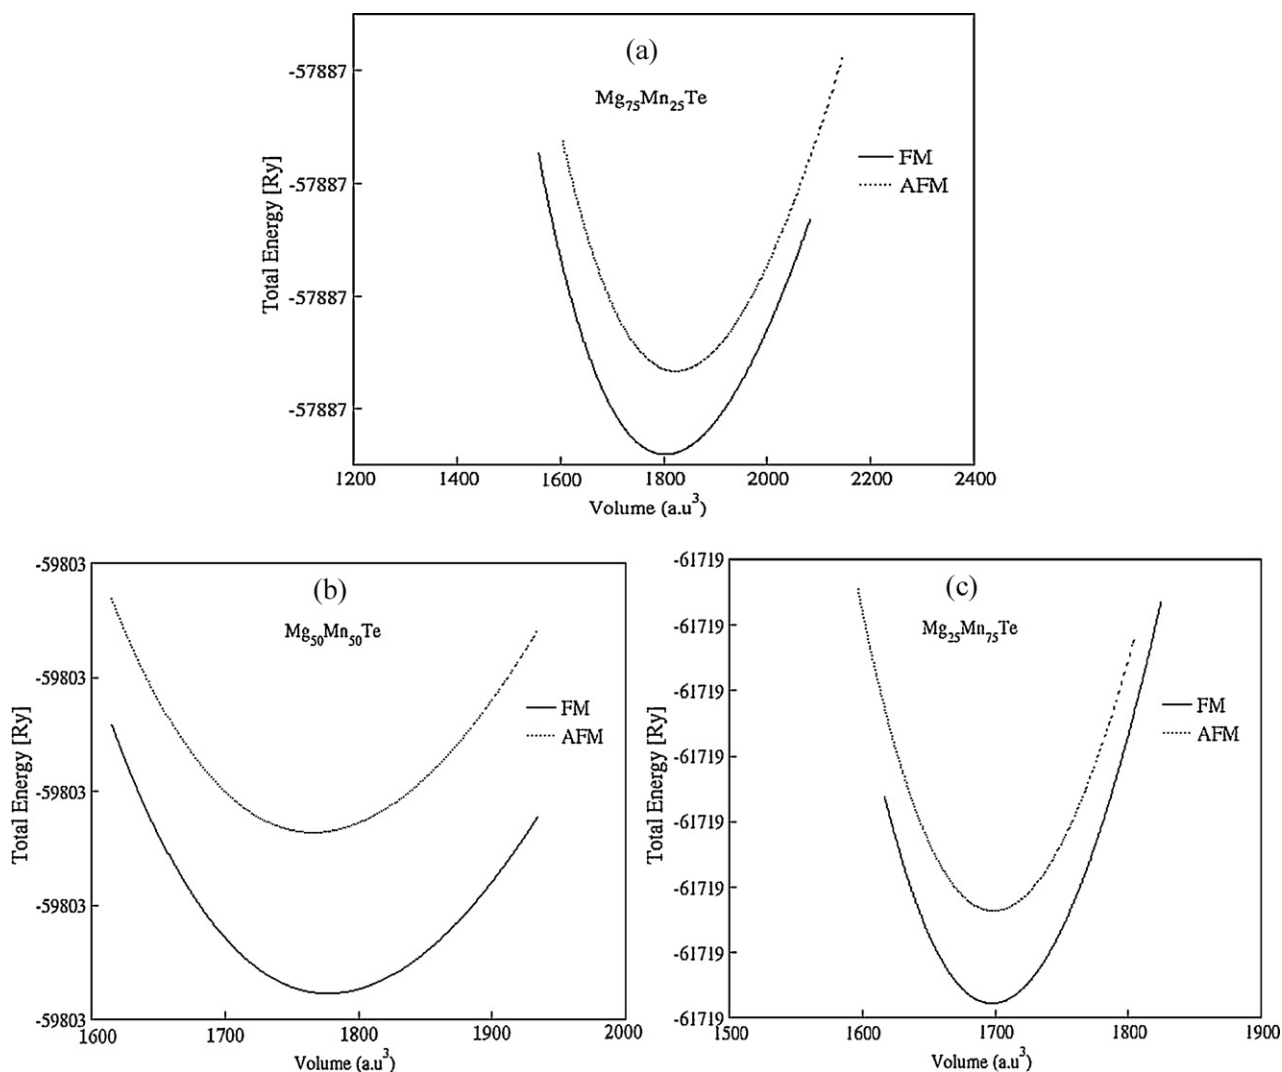 (a)
Mg75Mn25Te
-57887
-57887
-57887
-57887
Total Energy [Ry]
FM
AFM
1200 1400 1600 1800 2000 2200 2400
Volume (a.u3)
(b)
Mg50Mn50Te
-59803
-59803
-59803
-59803
-59803
Total Energy [Ry]
FM
AFM
1600 1700 1800 1900 2000
Volume (a.u3)
(c)
Mg25Mn75Te
-61719
-61719
-61719
-61719
-61719
-61719
-61719
-61719
Total Energy [Ry]
FM
AFM
1500 1600 1700 1800 1900
Volume (a.u3)